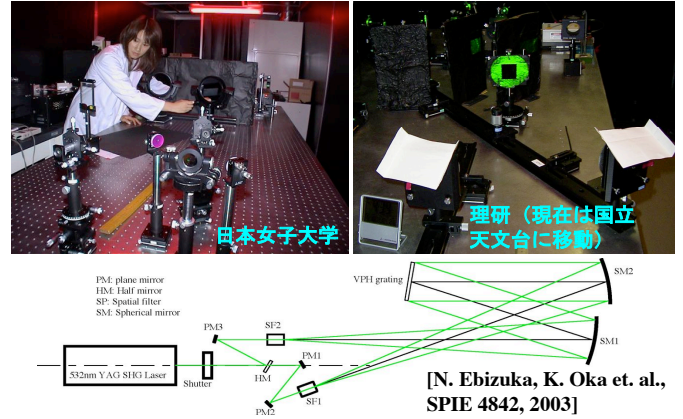 日本女子大学
理研（現在は国立
天文台に移動）
PM: plane mirror
HM: Half mirror
SP: Spatial filter
SM: Spherical mirror
VPH grating
SM2
SM1
PM3
SF2
PM1
532nm YAG SHG Laser
Shutter
HM
PM2
SF1
[N. Ebizuka, K. Oka et. al.,
SPIE 4842, 2003]